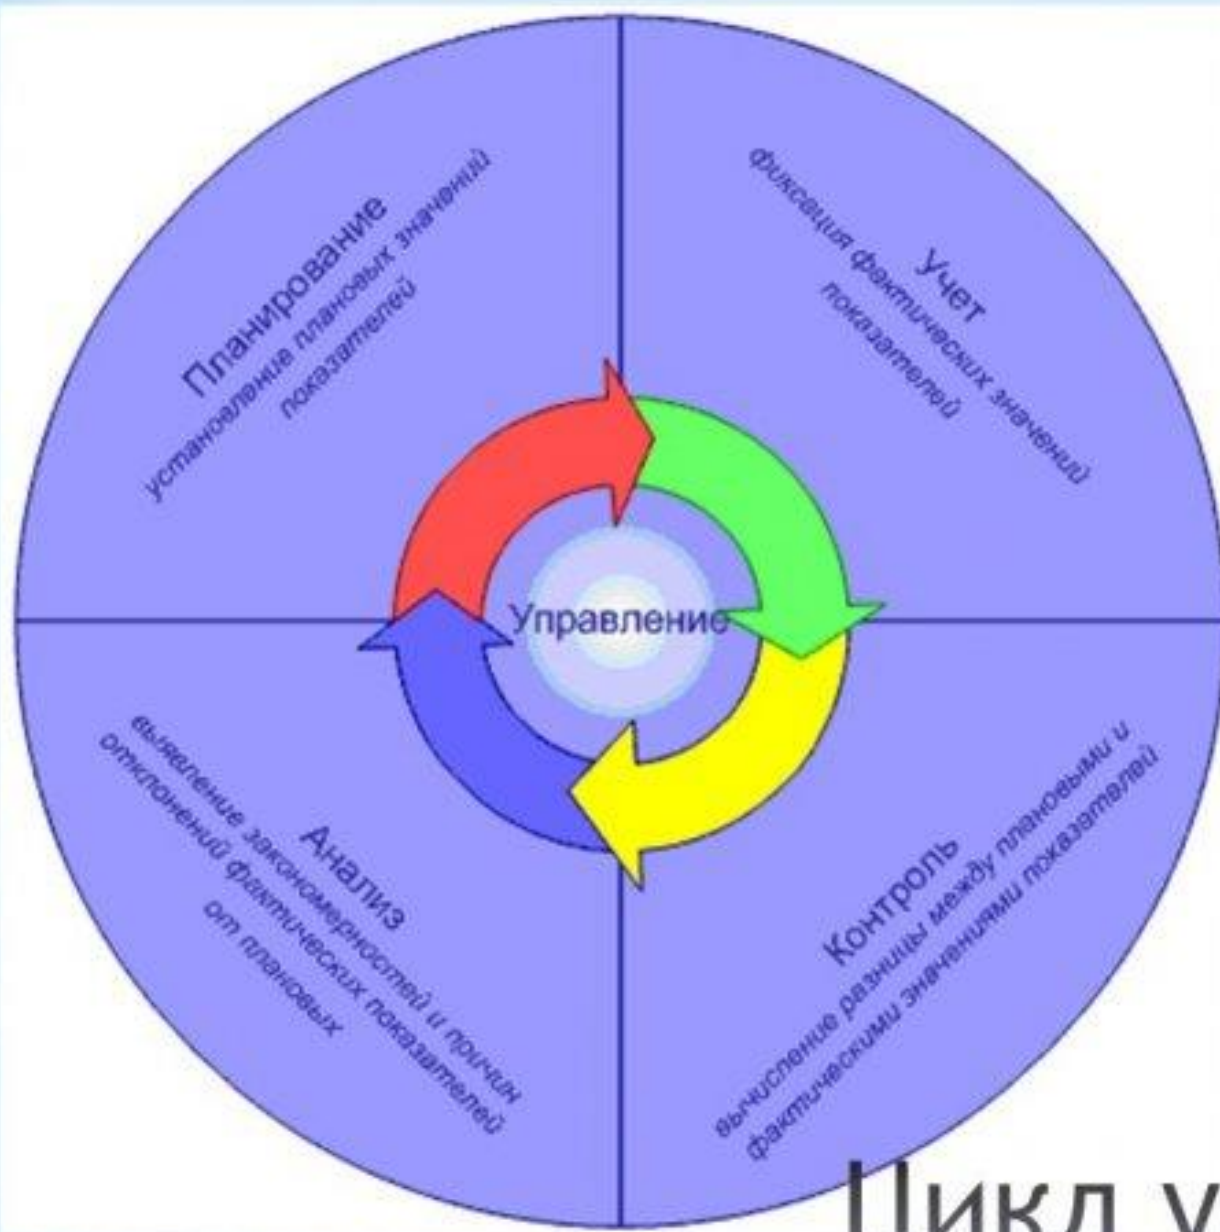 Планирование
установление плановых значений
показателей
Учет
фиксация фактических значений
показателей
Управление
Анализ
выявление закономерностей и причин
отклонений фактических показателей
от плановых
Контроль
вычисление разницы между плановыми и
фактическими значениями показателей
Цикл у